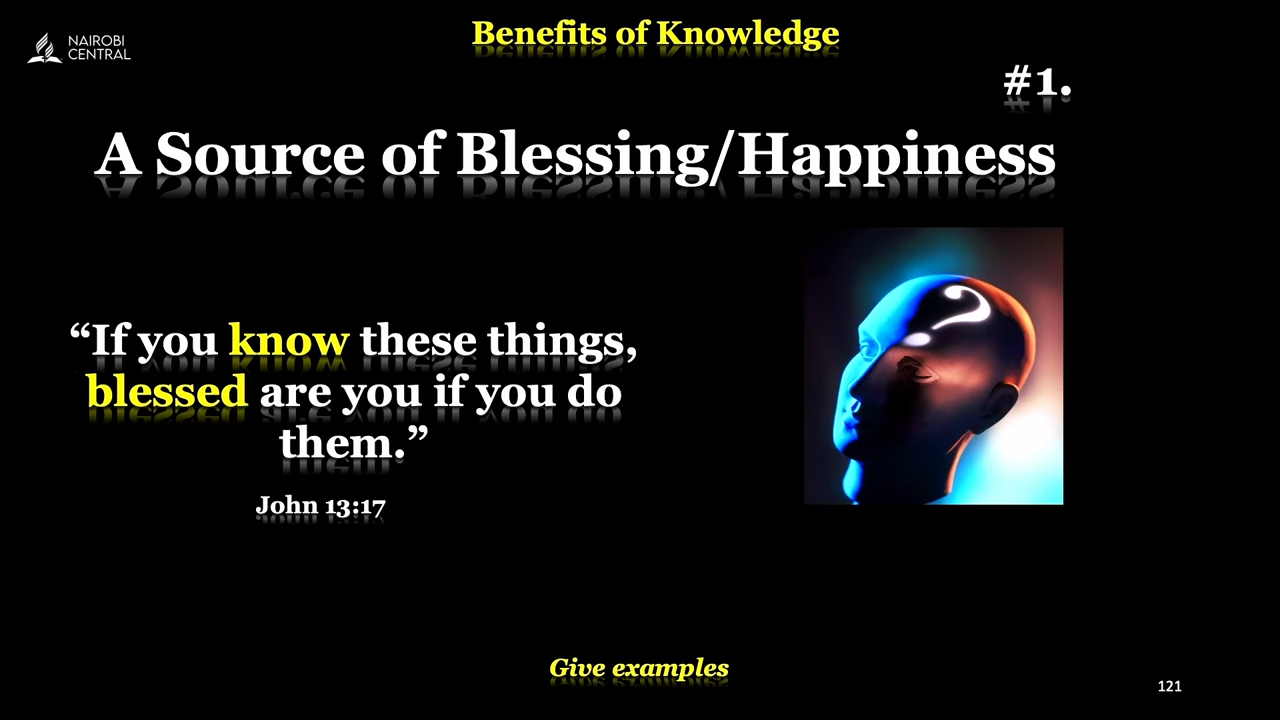 NAIROBI
CENTRAL
Benefits of Knowledge
#1.
A Source of Blessing/Happiness
“If you know these things,
blessed are you if you do
them.”
John 13:17
?
Give examples
121